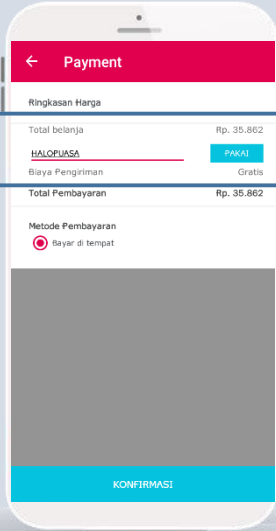 Payment
Ringkasan Harga
Total belanja Rp. 35.862
HALOPUASA PAKAI
Biaya Pengiriman Gratis
Total Pembayaran Rp. 35.862
Metode Pembayaran
Bayar di tempat
KONFIRMASI